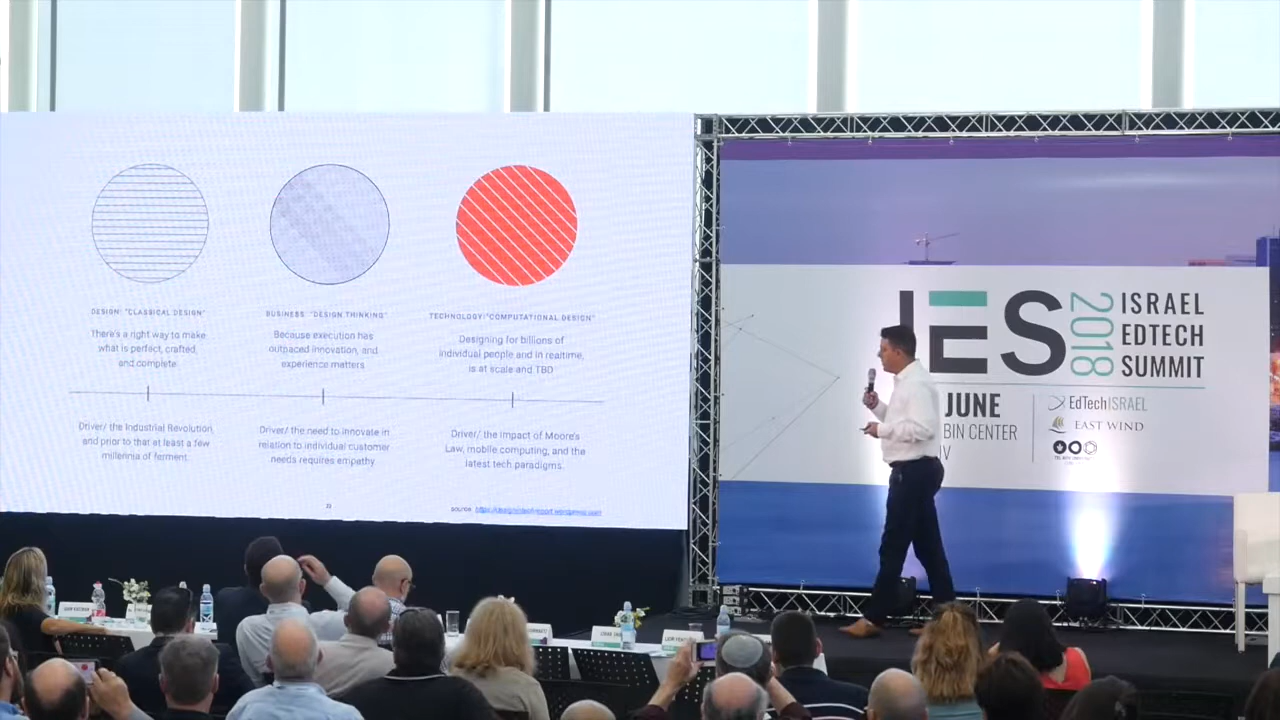 DESIGN: "CLASSICAL DESIGN"
There's a right way to make
what is perfect, crafted,
and complete
Driver/ the Industrial Revolution,
and prior to that at least a few
millennia of ferment.
BUSINESS: "DESIGN THINKING"
Because execution has
outpaced innovation, and
experience matters
Driver/ the need to innovate in
relation to individual customer
needs requires empathy
TECHNOLOGY: "COMPUTATIONAL DESIGN"
Designing for billions of
individual people and in realtime,
is at scale and TBD
Driver/ the impact of Moore's
Law, mobile computing, and the
latest tech paradigms.
source
IES
2018
ISRAEL
EDTECH
SUMMIT
JUNE
BIN CENTER
IV
EdTechISRAEL
EAST WIND